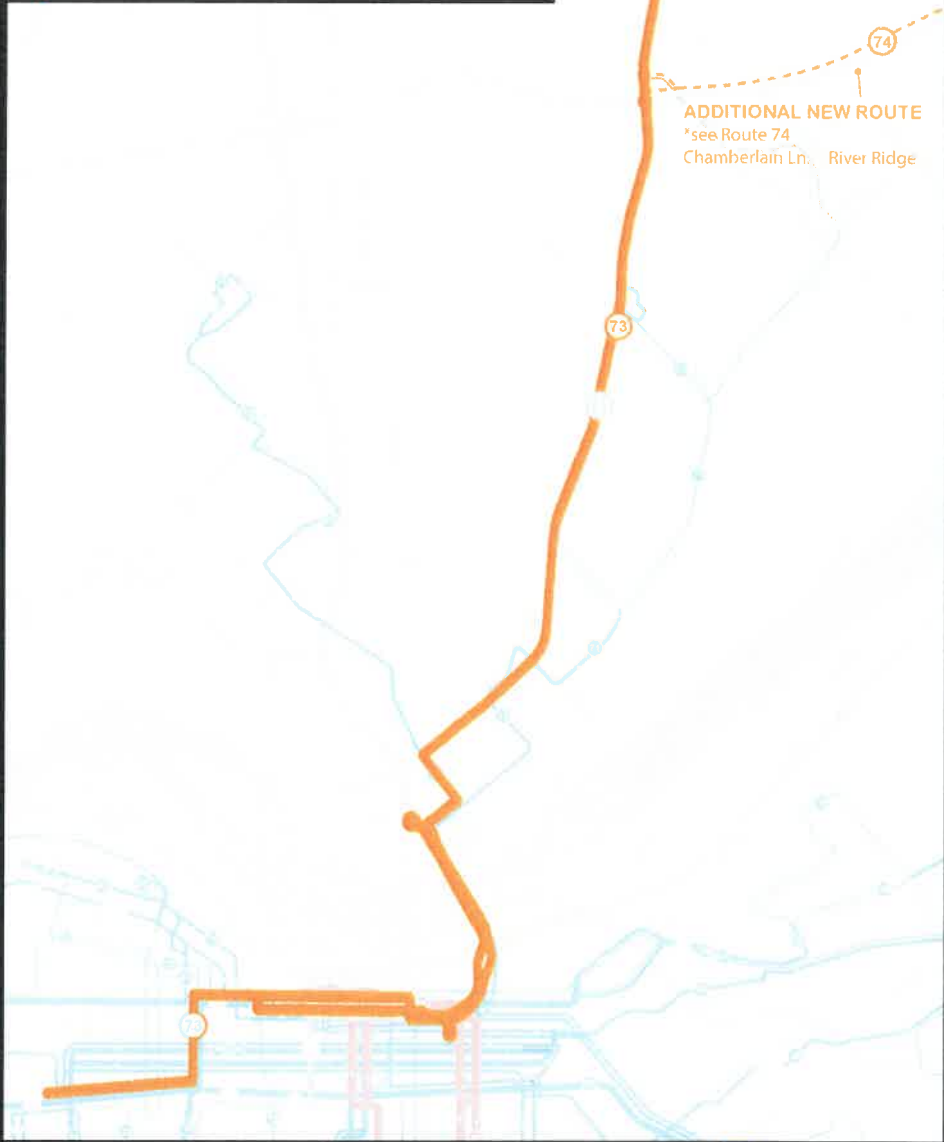 74
ADDITIONAL NEW ROUTE
*see Route 74
Chamberlain Ln. River Ridge
73
73